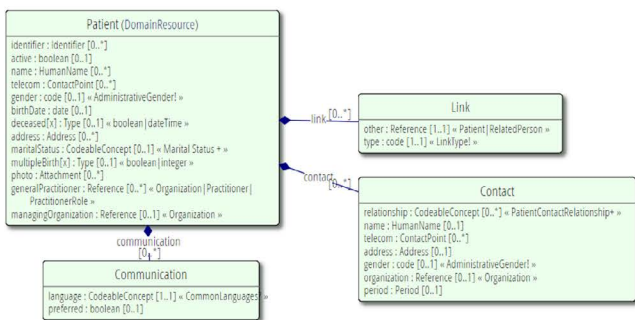 Patient (DomainResource)
identifier : Identifier [0..*]
active : boolean [0..1]
name : HumanName [0..*]
telecom : ContactPoint [0..*]
gender : code [0..1] « AdministrativeGender! »
birthDate : date [0..1]
deceased[x] : Type [0..1] « boolean|dateTime »
address : Address [0..*]
maritalStatus : CodeableConcept [0..1] « Marital Status + »
multipleBirth[x] : Type [0..1] « boolean|integer »
photo : Attachment [0..*]
generalPractitioner : Reference [0..*] « Organization|Practitioner|
PractitionerRole »
managingOrganization : Reference [0..1] « Organization »
link
[0..*]
Link
other : Reference [1..1] « Patient|RelatedPerson »
type : code [1..1] « LinkType! »
contact
[0..*]
Contact
relationship : CodeableConcept [0..*] « PatientContactRelationship+ »
name : HumanName [0..1]
telecom : ContactPoint [0..*]
address : Address [0..1]
gender : code [0..1] « AdministrativeGender! »
organization : Reference [0..1] « Organization »
period : Period [0..1]
communication
[0..*]
Communication
language : CodeableConcept [1..1] « CommonLanguages? »
preferred : boolean [0..1]